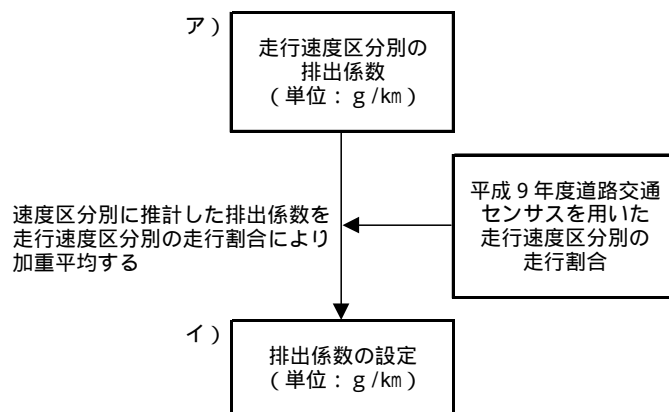 ア）
走行速度区分別の
排出係数
（単位：ｇ/㎞）
速度区分別に推計した排出係数を
走行速度区分別の走行割合により
加重平均する
平成９年度道路交通
センサスを用いた
走行速度区分別の
走行割合
イ）
排出係数の設定
（単位：ｇ/㎞）